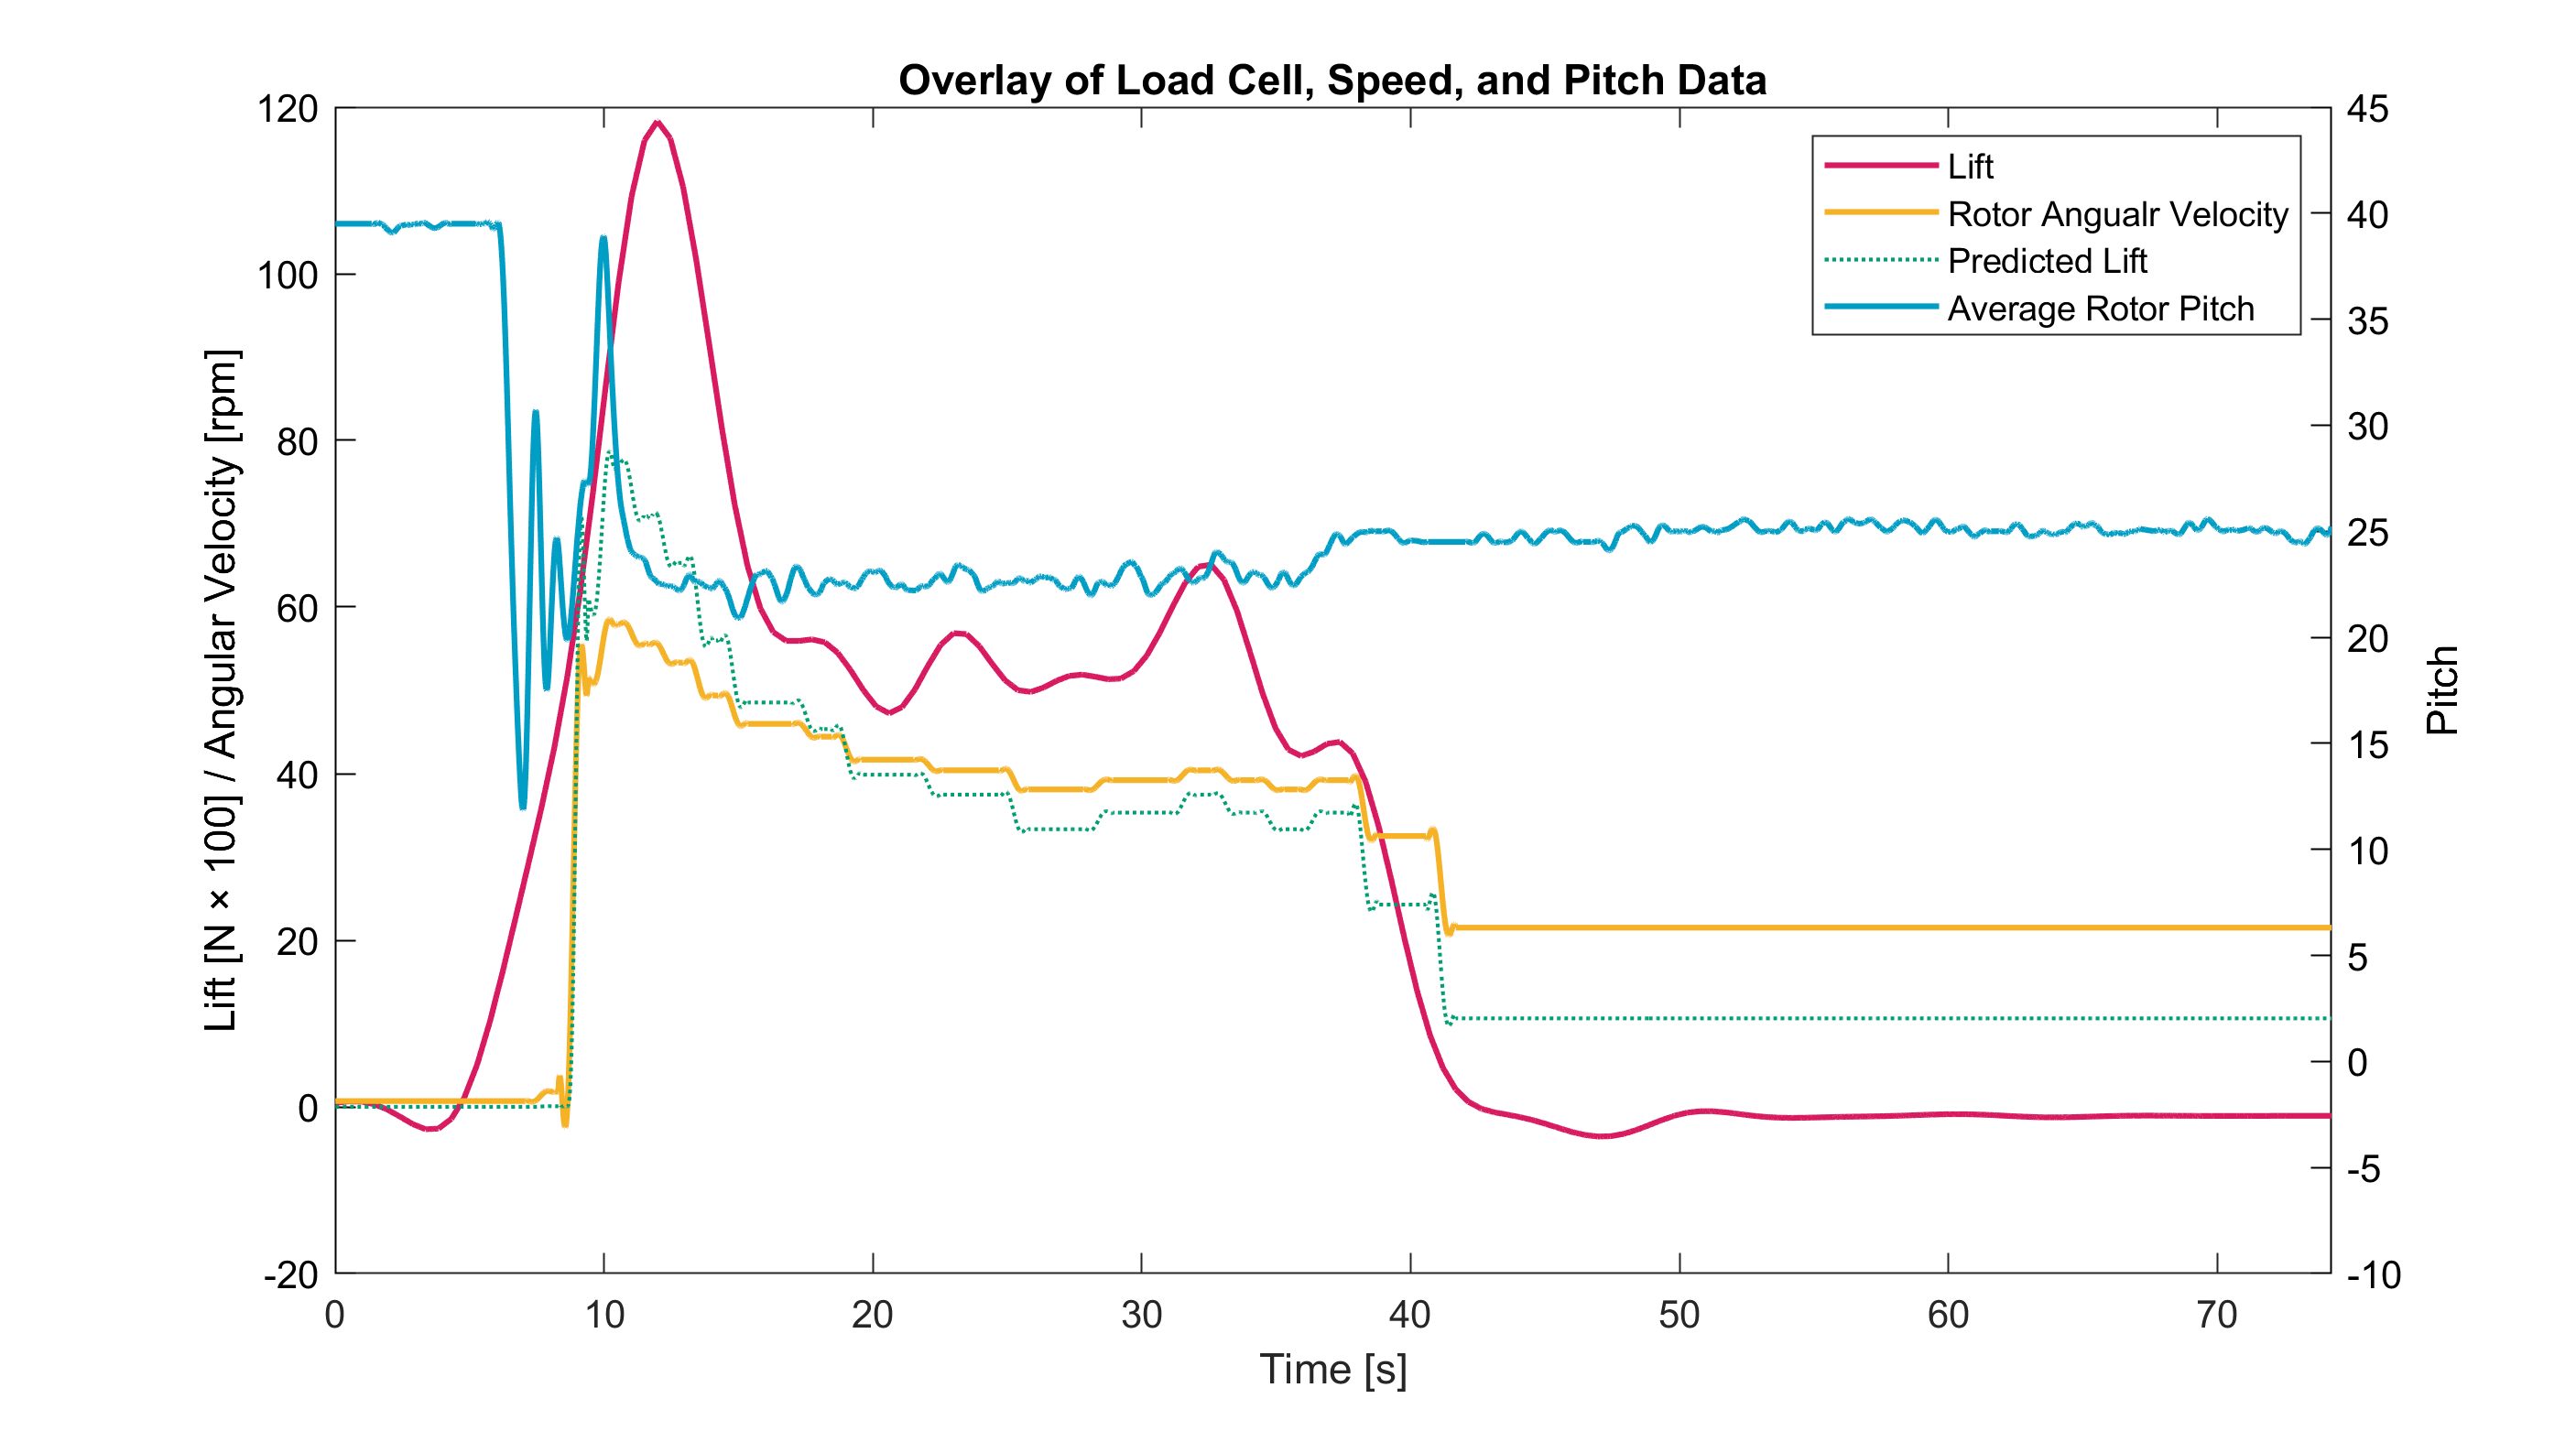 Overlay of Load Cell, Speed, and Pitch Data
120
100
80
60
40
20
0
-20
Lift [N × 100] / Angular Velocity [rpm]
45
40
35
30
25
20
15
10
5
0
-5
-10
Pitch
Lift
Rotor Angualr Velocity
Predicted Lift
Average Rotor Pitch
0 10 20 30 40 50 60 70
Time [s]